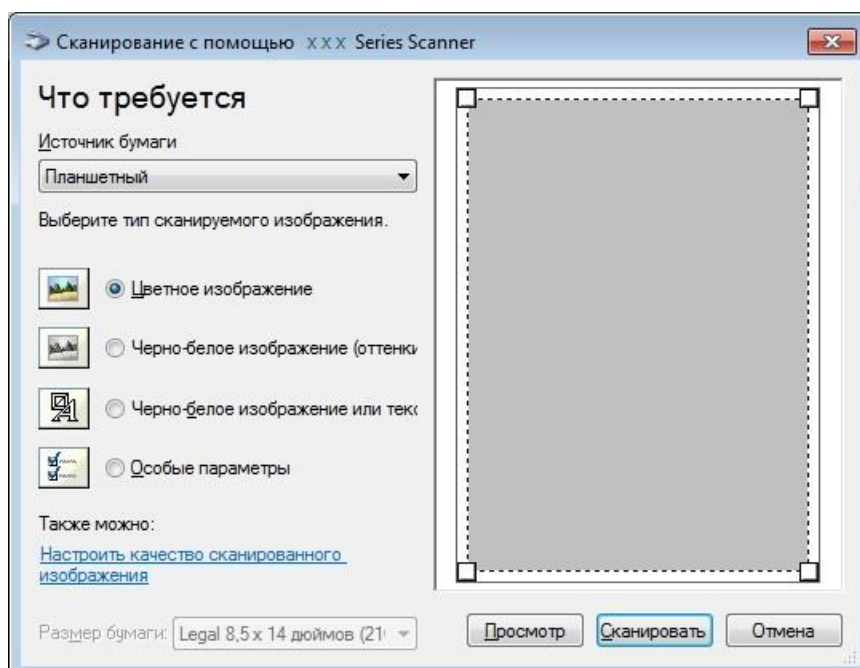 Сканирование с помощью xxx Series Scanner
Что требуется
Источник бумаги
Планшетный
Выберите тип сканируемого изображения.
Цветное изображение
Черно-белое изображение (оттенки
Черно-белое изображение или текс
Особые параметры
Также можно:
Настроить качество сканированного
изображения
Размер бумаги: Legal 8,5 x 14 дюймов (21
Просмотр Сканировать Отмена